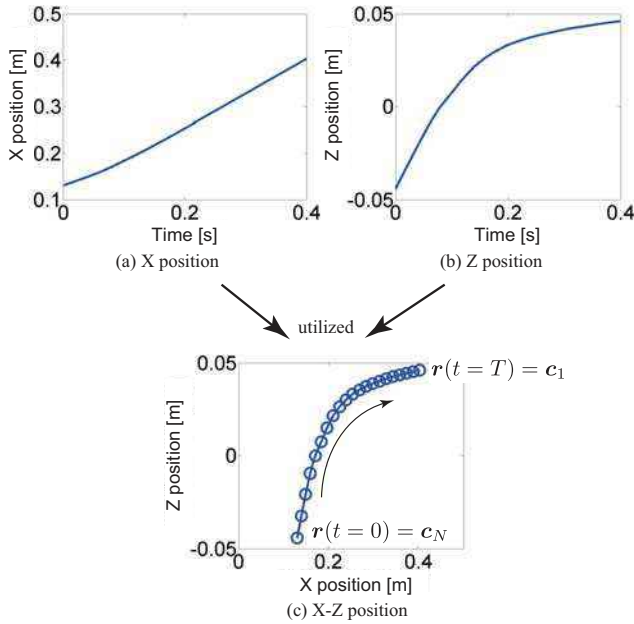 0.5
0.4
0.3
0.2
0.1
X position [m]
0
0.2
0.4
Time [s]
(a) X position
0.05
0
-0.05
Z position [m]
0
0.2
0.4
Time [s]
(b) Z position
utilized
0.05
0
-0.05
Z position [m]
r(t = T) = c₁
r(t = 0) = c_N
0
0.2
0.4
X position [m]
(c) X-Z position